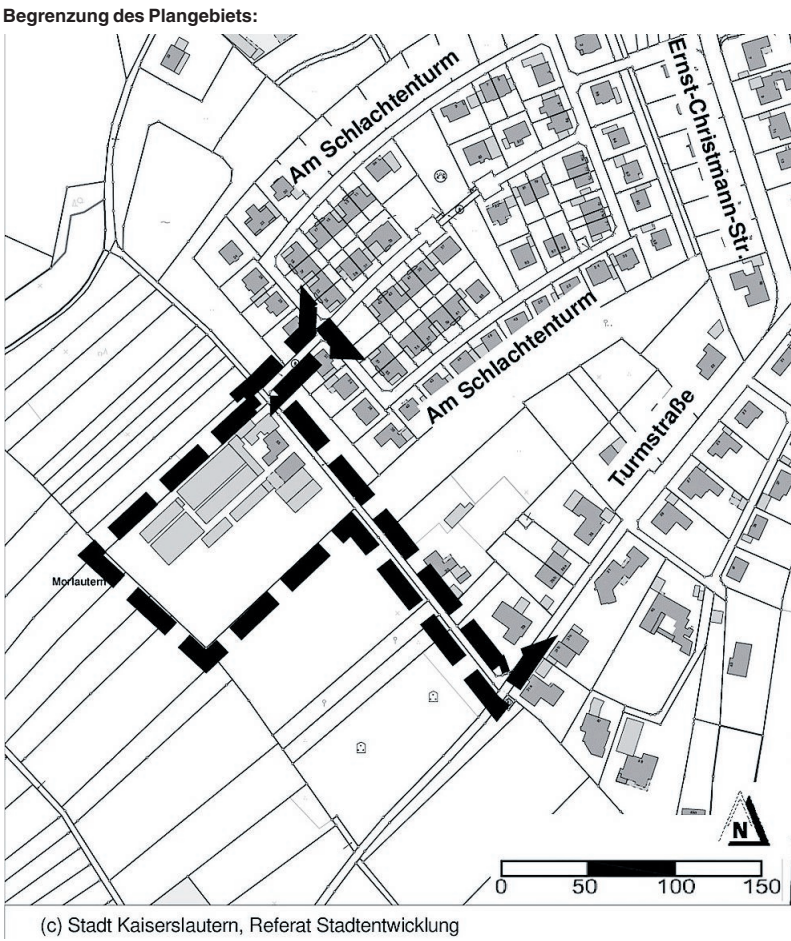 Begrenzung des Plangebiets:
Am Schlachtenturm
Ernst-Christmann-Str.
Am Schlachtenturm
Turmstraße
Morlautern
N
0 50 100 150
(c) Stadt Kaiserslautern, Referat Stadtentwicklung